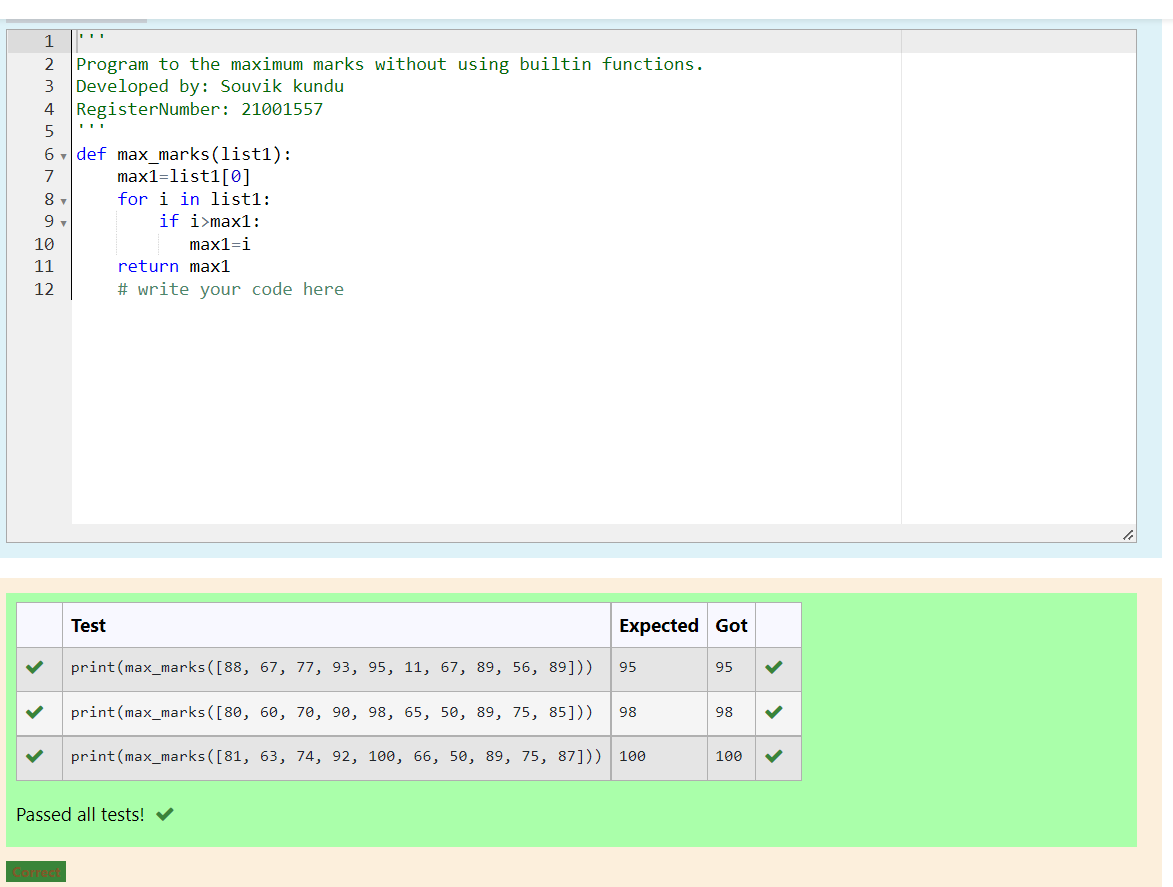 1 '''
2 Program to the maximum marks without using builtin functions.
3 Developed by: Souvik kundu
4 RegisterNumber: 21001557
5 '''
6 def max_marks(list1):
7     max1=list1[0]
8     for i in list1:
9         if i>max1:
10            max1=i
11     return max1
12     # write your code here
Test Expected Got
print(max_marks([88, 67, 77, 93, 95, 11, 67, 89, 56, 89])) 95 95
print(max_marks([80, 60, 70, 90, 98, 65, 50, 89, 75, 85])) 98 98
print(max_marks([81, 63, 74, 92, 100, 66, 50, 89, 75, 87])) 100 100
Passed all tests!
Correct